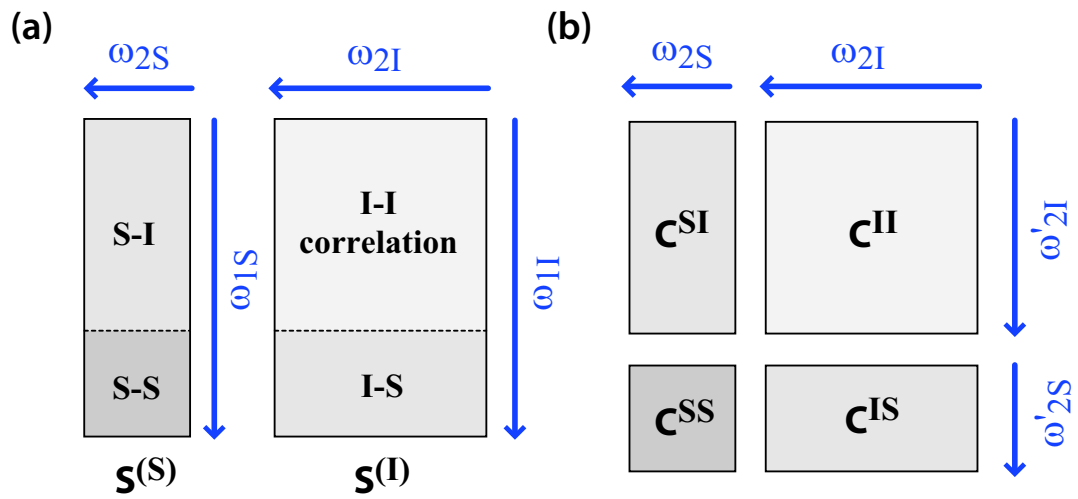 (a)
ω2S
ω2I
S-I
I-I
correlation
ω1S
ω1I
S-S
I-S
S(S)
S(I)
(b)
ω2S
ω2I
CSI
CII
ω'2I
CSS
CIS
ω'2S